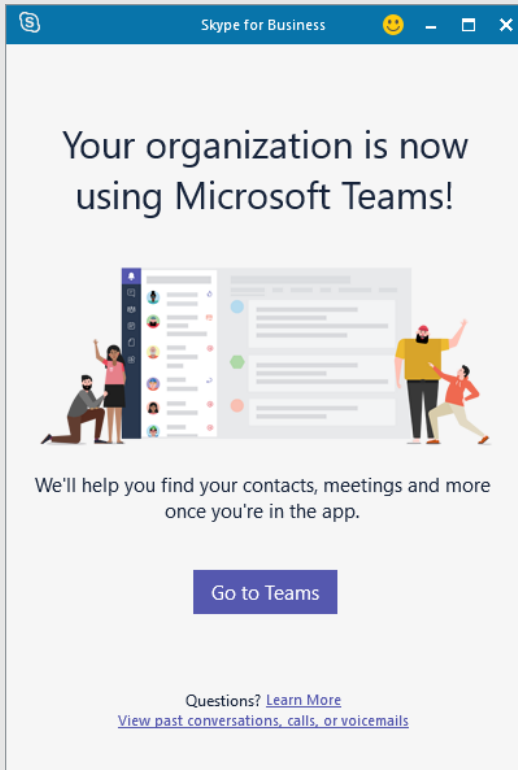 Skype for Business
Your organization is now
using Microsoft Teams!
We'll help you find your contacts, meetings and more
once you're in the app.
Go to Teams
Questions? Learn More
View past conversations, calls, or voicemails